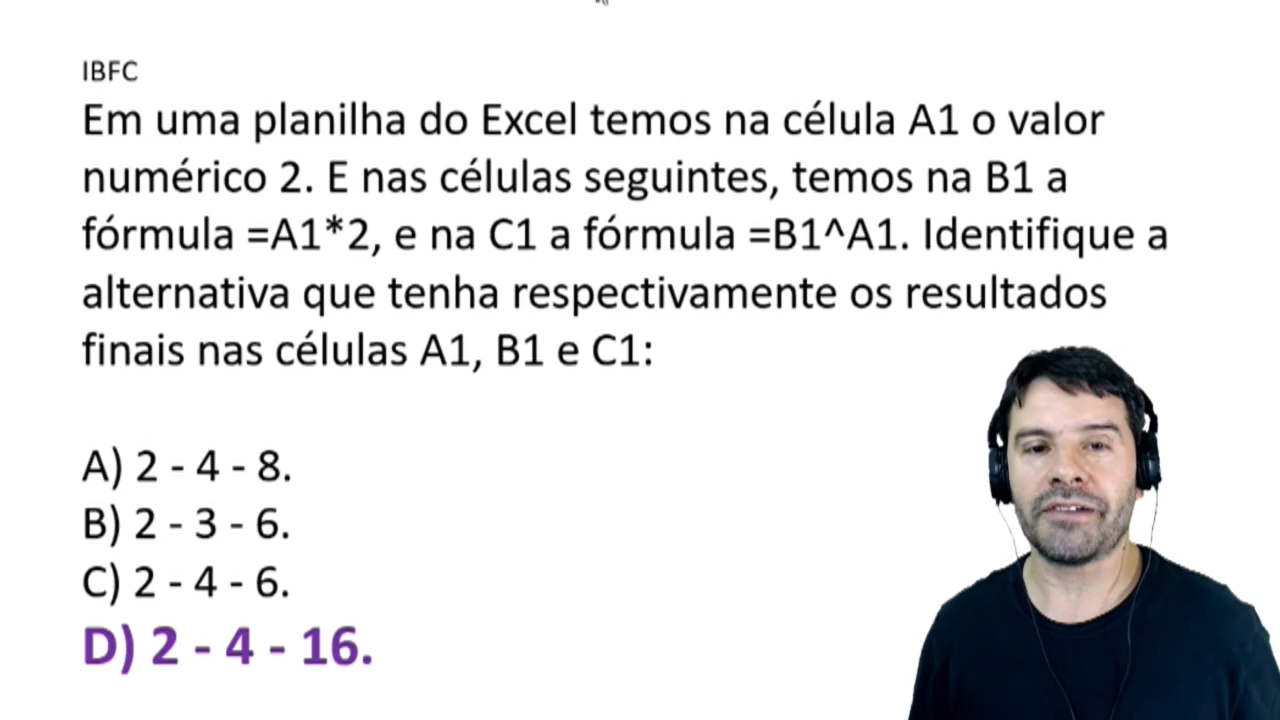 IBFC
Em uma planilha do Excel temos na célula A1 o valor
numérico 2. E nas células seguintes, temos na B1 a
fórmula =A1*2, e na C1 a fórmula =B1^A1. Identifique a
alternativa que tenha respectivamente os resultados
finais nas células A1, B1 e C1:
A) 2 - 4 - 8.
B) 2 - 3 - 6.
C) 2 - 4 - 6.
D) 2 - 4 - 16.